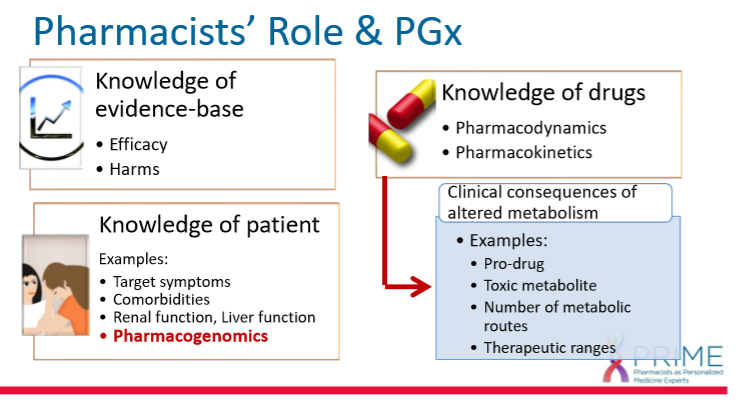 Pharmacists' Role & PGx
Knowledge of
evidence-base
• Efficacy
• Harms
Knowledge of patient
Examples:
• Target symptoms
• Comorbidities
• Renal function, Liver function
• Pharmacogenomics
Knowledge of drugs
• Pharmacodynamics
• Pharmacokinetics
Clinical consequences of
altered metabolism
• Examples:
• Pro-drug
• Toxic metabolite
• Number of metabolic
routes
• Therapeutic ranges
PRIME
Pharmacists as Personalized
Medicine Experts